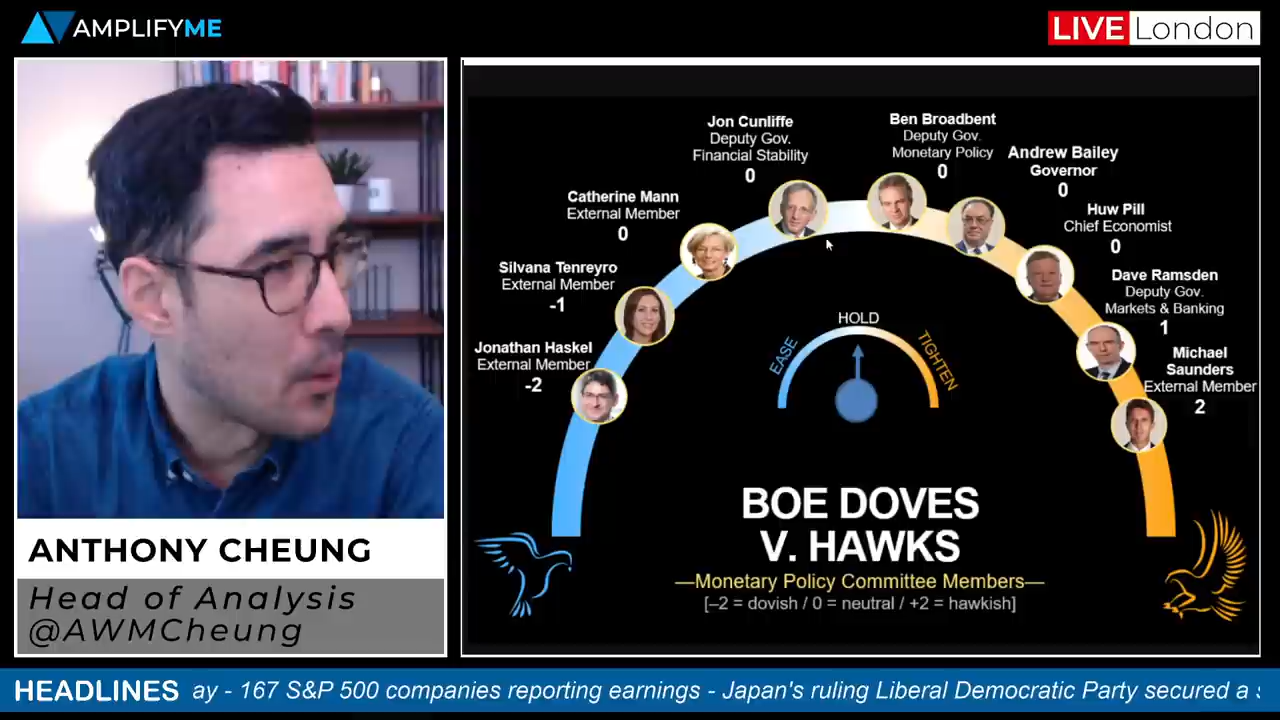 AMPLIFYME
LIVE London
Jon Cunliffe
Deputy Gov.
Financial Stability
0
Ben Broadbent
Deputy Gov.
Monetary Policy
0
Andrew Bailey
Governor
0
Catherine Mann
External Member
0
Huw Pill
Chief Economist
0
Silvana Tenreyro
External Member
-1
Dave Ramsden
Deputy Gov.
Markets & Banking
1
Jonathan Haskel
External Member
-2
Michael
Saunders
External Member
2
HOLD
EASE
TIGHTEN
BOE DOVES
V. HAWKS
—Monetary Policy Committee Members—
[–2 = dovish / 0 = neutral / +2 = hawkish]
ANTHONY CHEUNG
Head of Analysis
@AWMCheung
HEADLINES ay - 167 S&P 500 companies reporting earnings - Japan's ruling Liberal Democratic Party secured a s